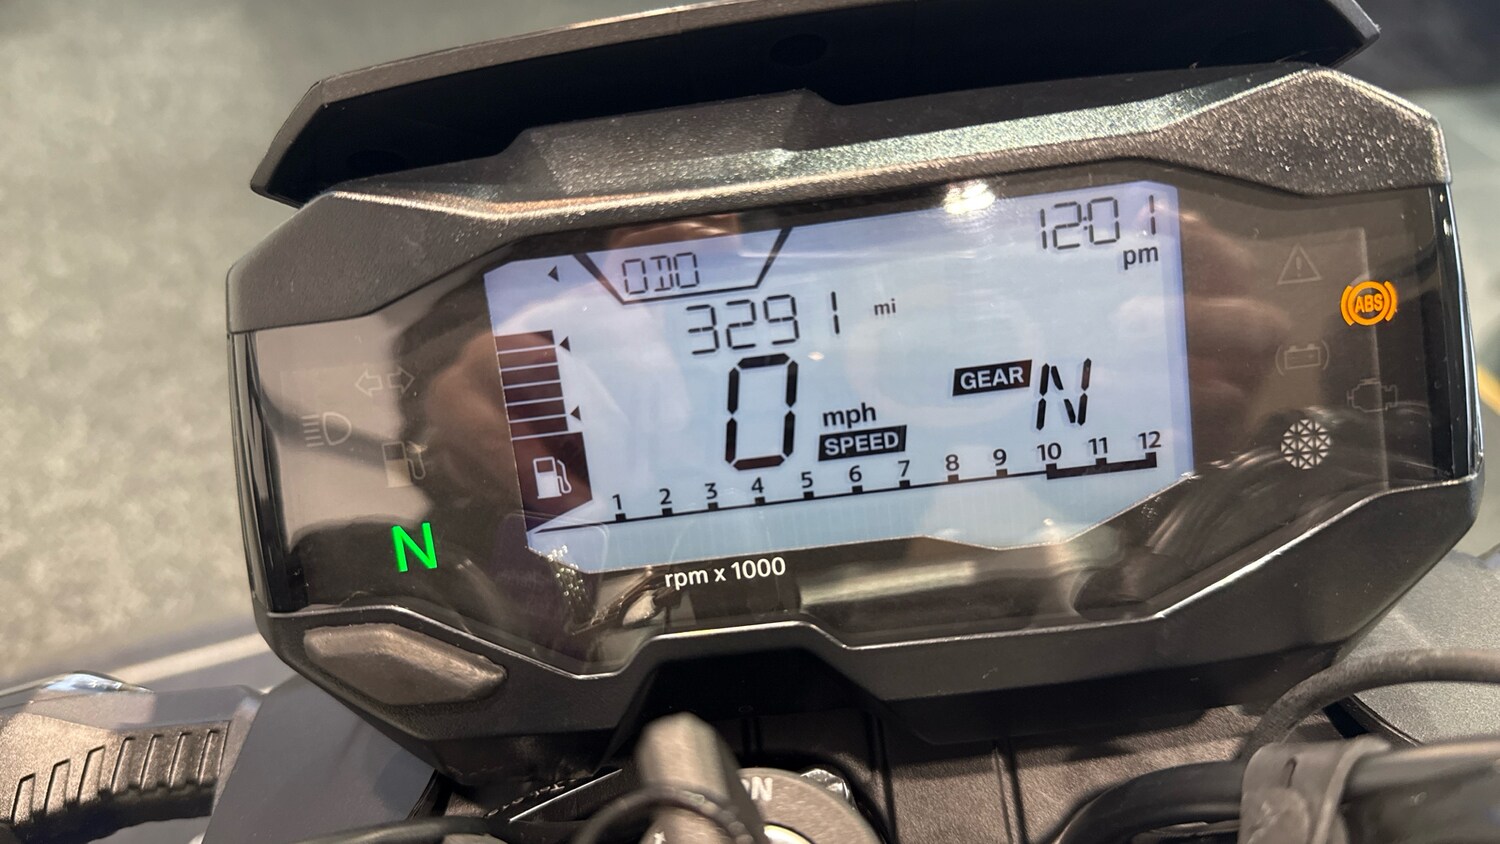 ODO
12:01
pm
3291 mi
0 mph
SPEED
GEAR N
1 2 3 4 5 6 7 8 9 10 11 12
rpm x 1000
N
ABS
ON